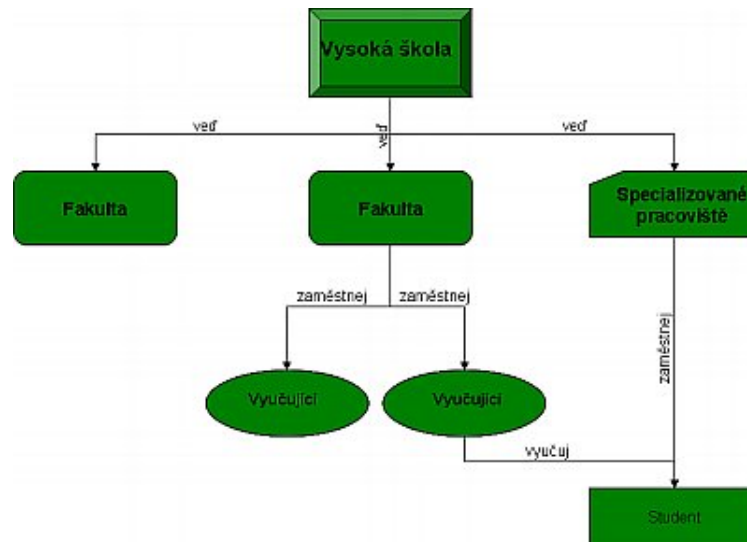 Vysoká škola
veď
veď
veď
Fakulta
Fakulta
Specializované
pracoviště
zaměstnej
zaměstnej
zaměstnej
Vyučující
Vyučující
vyučuj
Student